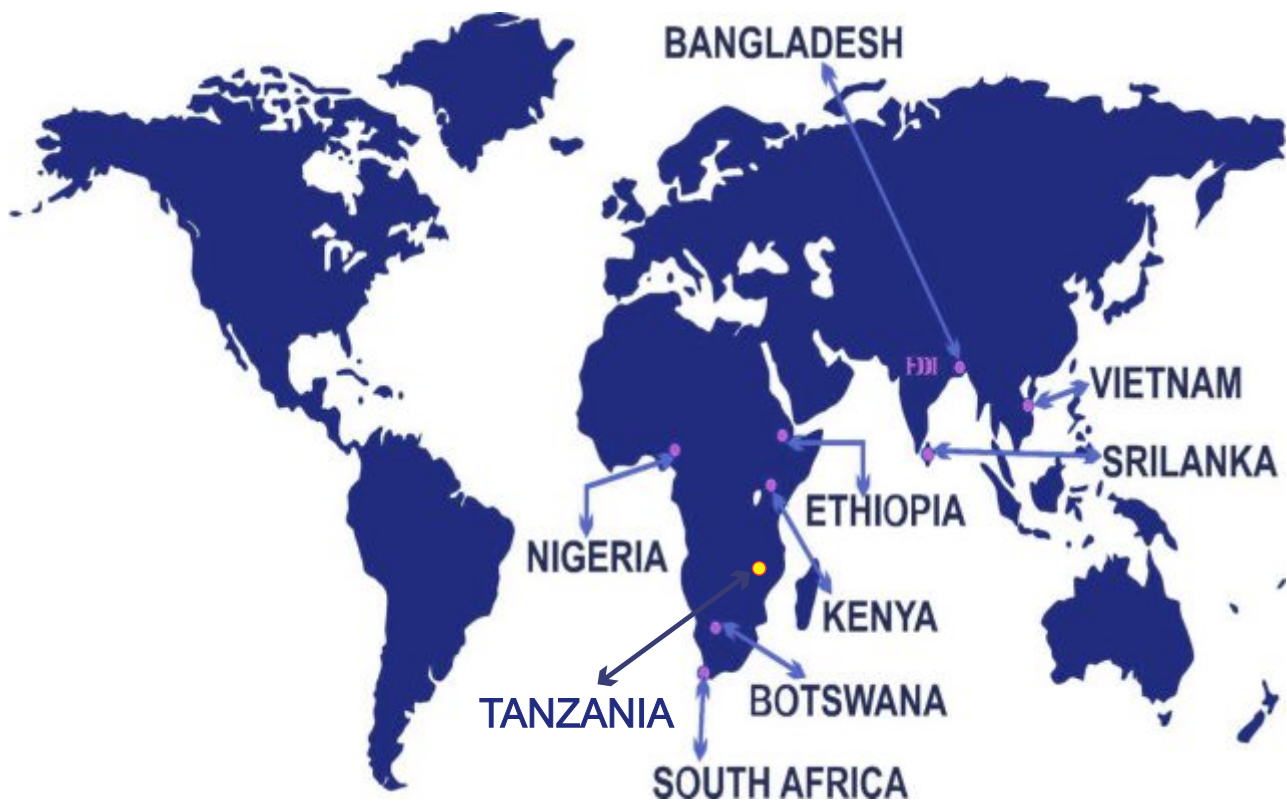 BANGLADESH
VIETNAM
SRILANKA
ETHIOPIA
NIGERIA
KENYA
TANZANIA
BOTSWANA
SOUTH AFRICA